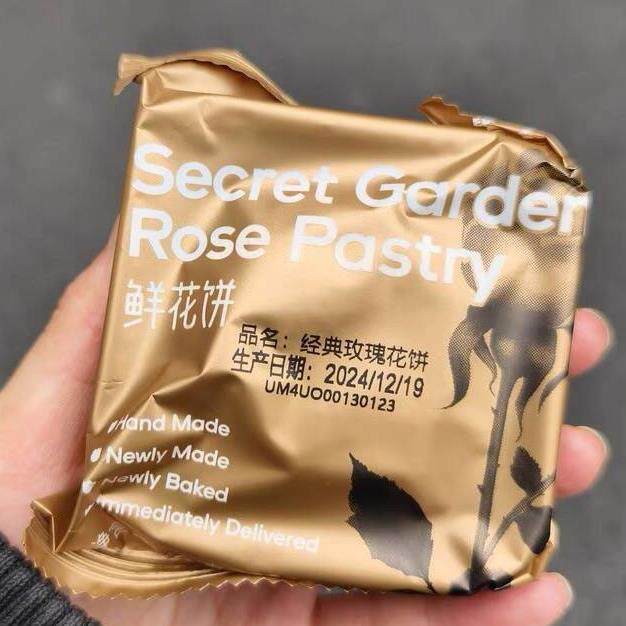 Secret Garden
Rose Pastry
鲜花饼
品名：经典玫瑰花饼
生产日期：2024/12/19
UM4UO00130123
Hand Made
Newly Made
Newly Baked
Immediately Delivered